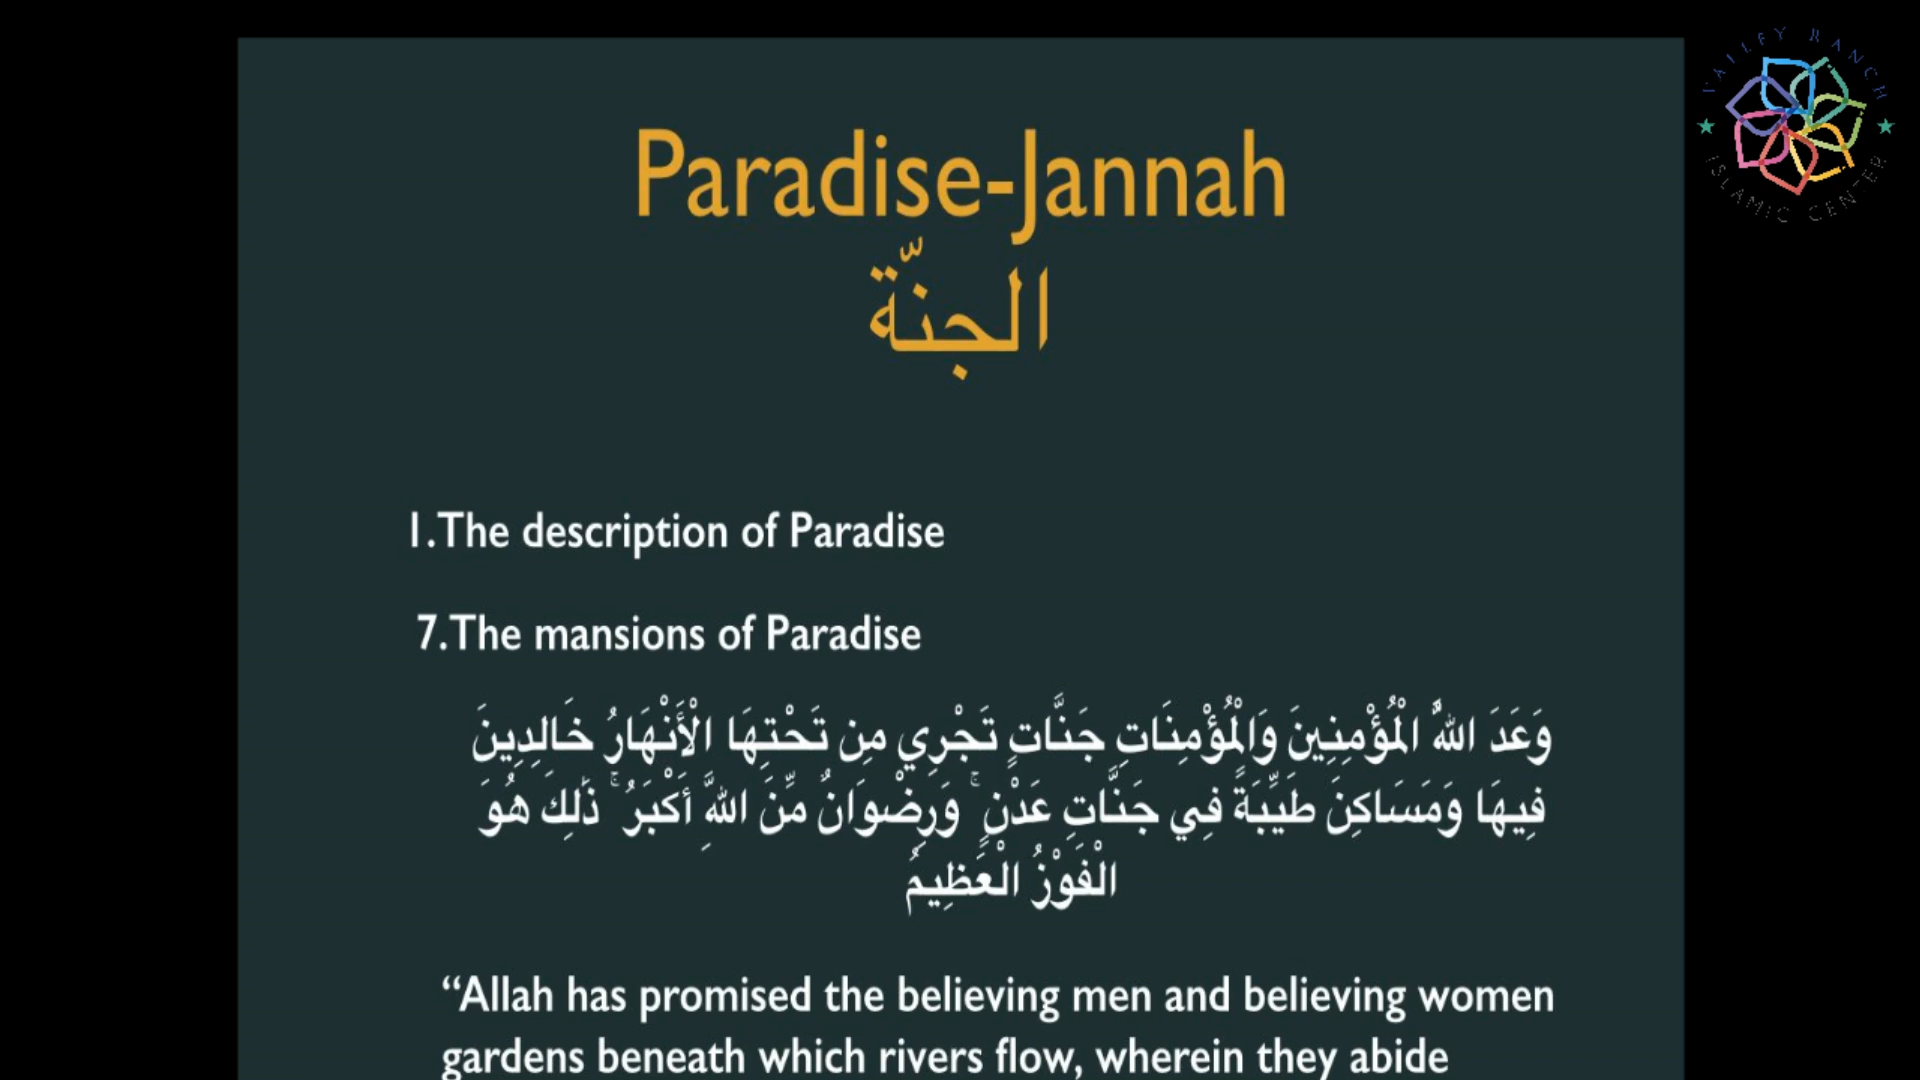 VALLEY RANCH
ISLAMIC CENTER
Paradise-Jannah
الجنّة
1.The description of Paradise
7.The mansions of Paradise
وَعَدَ اللَّهُ الْمُؤْمِنِينَ وَالْمُؤْمِنَاتِ جَنَّاتٍ تَجْرِي مِن تَحْتِهَا الْأَنْهَارُ خَالِدِينَ
فِيهَا وَمَسَاكِنَ طَيِّبَةً فِي جَنَّاتِ عَدْنٍ ۚ وَرِضْوَانٌ مِّنَ اللَّهِ أَكْبَرُ ۚ ذَٰلِكَ هُوَ
الْفَوْزُ الْعَظِيمُ
“Allah has promised the believing men and believing women
gardens beneath which rivers flow, wherein they abide